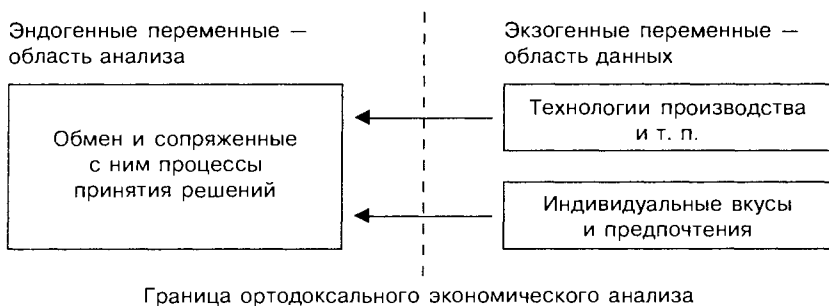 Эндогенные переменные —
область анализа
Обмен и сопряженные
с ним процессы
принятия решений
Экзогенные переменные —
область данных
Технологии производства
и т. п.
Индивидуальные вкусы
и предпочтения
Граница ортодоксального экономического анализа